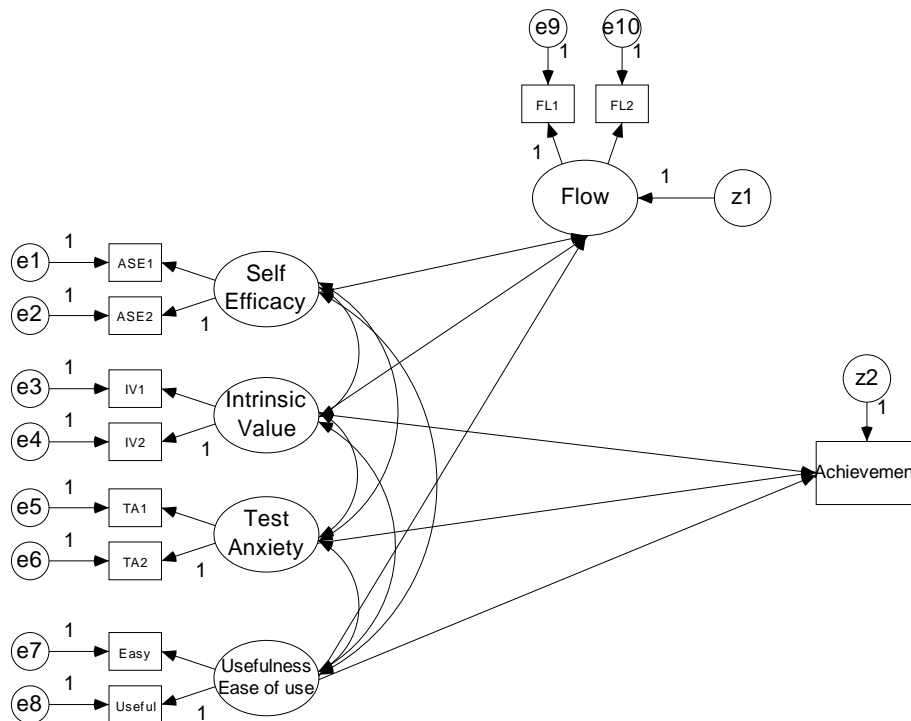 e9
e10
1
1
FL1
FL2
1
Flow
1
z1
e1
1
ASE1
e2
1
ASE2
1
Self
Efficacy
e3
1
IV1
e4
1
IV2
1
Intrinsic
Value
z2
1
Achievemen
e5
1
TA1
e6
1
TA2
1
Test
Anxiety
e7
1
Easy
e8
1
Useful
1
Usefulness
Ease of use